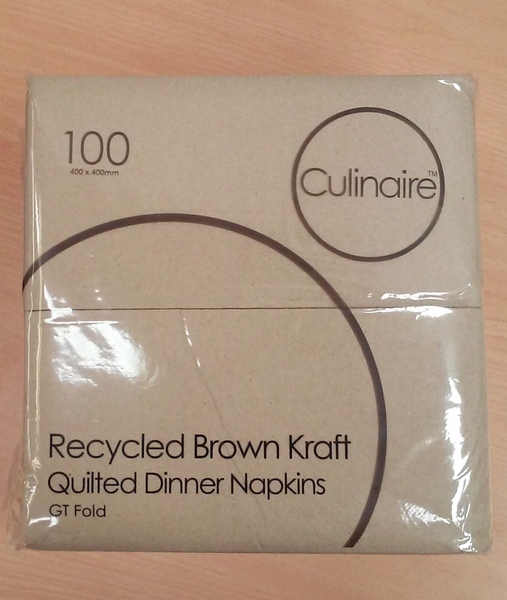 100
400 x 400mm
Culinaire™
Recycled Brown Kraft
Quilted Dinner Napkins
GT Fold